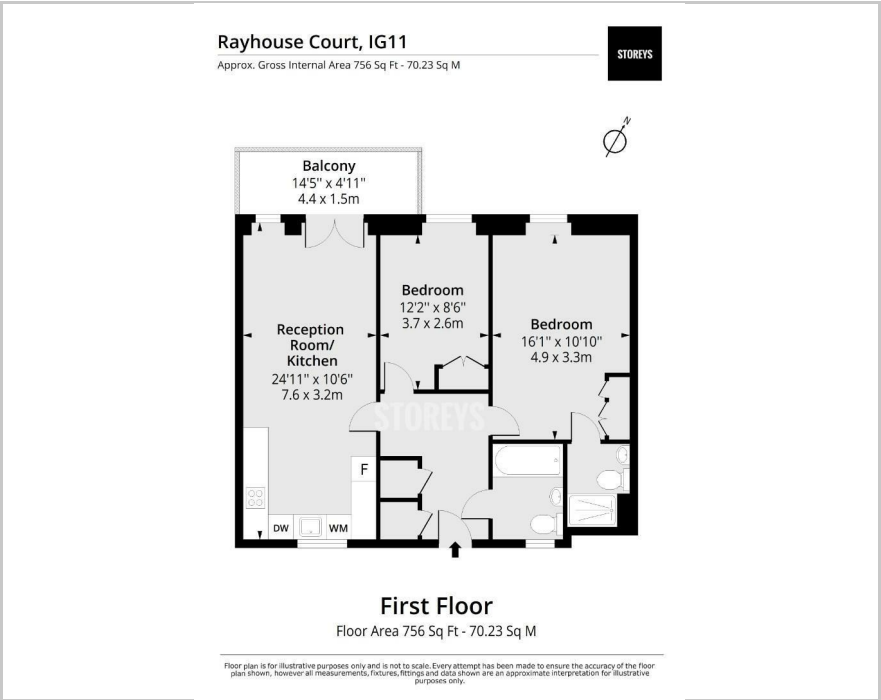 Rayhouse Court, IG11
Approx. Gross Internal Area 756 Sq Ft - 70.23 Sq M
STOREYS
N
Balcony
14'5" x 4'11"
4.4 x 1.5m
Bedroom
12'2" x 8'6"
3.7 x 2.6m
Bedroom
16'1" x 10'10"
4.9 x 3.3m
Reception
Room/
Kitchen
24'11" x 10'6"
7.6 x 3.2m
STOREYS
F
DW
WM
First Floor
Floor Area 756 Sq Ft - 70.23 Sq M
Floor plan is for illustrative purposes only and is not to scale. Every attempt has been made to ensure the accuracy of the floor
plan shown, however all measurements, fixtures, fittings and data shown are an approximate interpretation for illustrative
purposes only.